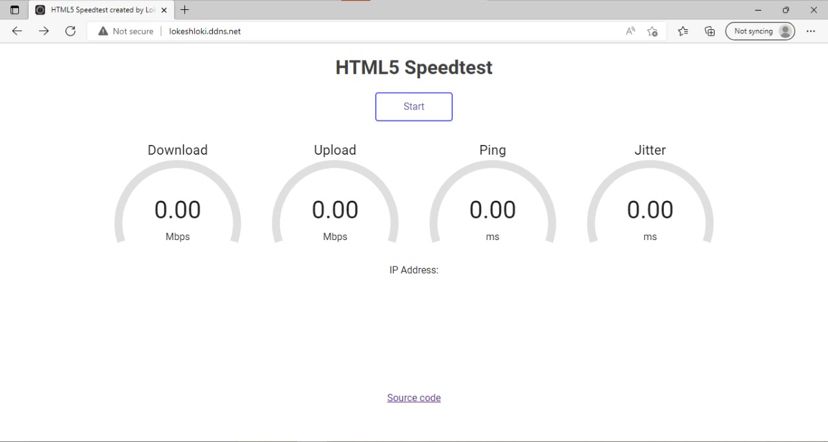 HTML5 Speedtest created by Lo
Not secure
lokeshloki.ddns.net
Not syncing
HTML5 Speedtest
Start
Download Upload Ping Jitter
0.00 0.00 0.00 0.00
Mbps Mbps ms ms
IP Address:
Source code